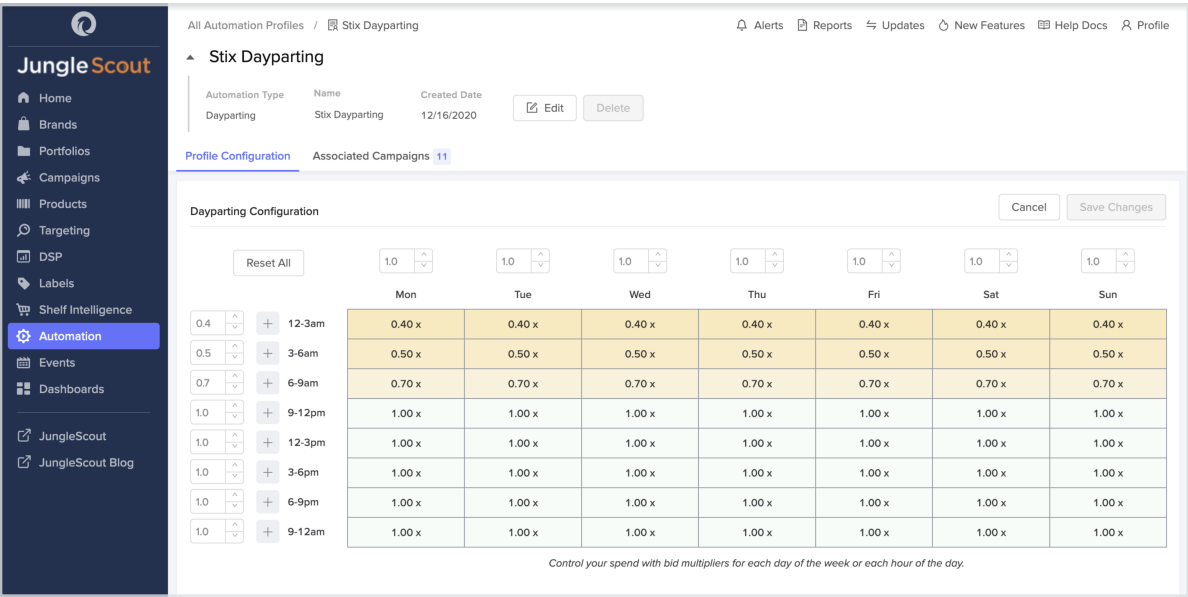 All Automation Profiles / Stix Dayparting
Alerts Reports Updates New Features Help Docs Profile
Jungle Scout
Home
Brands
Portfolios
Campaigns
Products
Targeting
DSP
Labels
Shelf Intelligence
Automation
Events
Dashboards
JungleScout
JungleScout Blog
Stix Dayparting
Automation Type Name Created Date
Dayparting Stix Dayparting 12/16/2020
Edit Delete
Profile Configuration Associated Campaigns 11
Dayparting Configuration
Cancel Save Changes
Reset All 1.0 1.0 1.0 1.0 1.0 1.0 1.0
Mon Tue Wed Thu Fri Sat Sun
0.4 + 12-3am 0.40 x 0.40 x 0.40 x 0.40 x 0.40 x 0.40 x 0.40 x
0.5 + 3-6am 0.50 x 0.50 x 0.50 x 0.50 x 0.50 x 0.50 x 0.50 x
0.7 + 6-9am 0.70 x 0.70 x 0.70 x 0.70 x 0.70 x 0.70 x 0.70 x
1.0 + 9-12pm 1.00 x 1.00 x 1.00 x 1.00 x 1.00 x 1.00 x 1.00 x
1.0 + 12-3pm 1.00 x 1.00 x 1.00 x 1.00 x 1.00 x 1.00 x 1.00 x
1.0 + 3-6pm 1.00 x 1.00 x 1.00 x 1.00 x 1.00 x 1.00 x 1.00 x
1.0 + 6-9pm 1.00 x 1.00 x 1.00 x 1.00 x 1.00 x 1.00 x 1.00 x
1.0 + 9-12am 1.00 x 1.00 x 1.00 x 1.00 x 1.00 x 1.00 x 1.00 x
Control your spend with bid multipliers for each day of the week or each hour of the day.